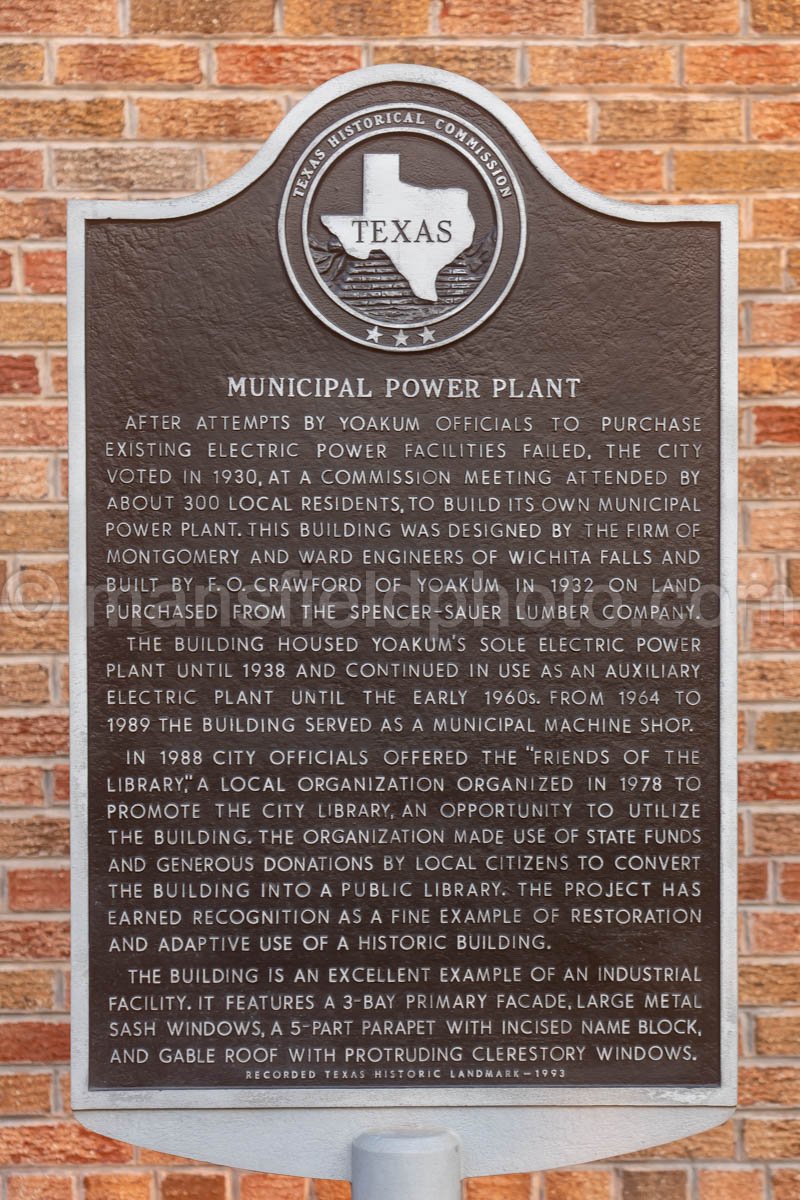 TEXAS HISTORICAL COMMISSION
TEXAS
MUNICIPAL POWER PLANT
AFTER ATTEMPTS BY YOAKUM OFFICIALS TO PURCHASE
EXISTING ELECTRIC POWER FACILITIES FAILED, THE CITY
VOTED IN 1930, AT A COMMISSION MEETING ATTENDED BY
ABOUT 300 LOCAL RESIDENTS, TO BUILD ITS OWN MUNICIPAL
POWER PLANT. THIS BUILDING WAS DESIGNED BY THE FIRM OF
MONTGOMERY AND WARD ENGINEERS OF WICHITA FALLS AND
BUILT BY F. O. CRAWFORD OF YOAKUM IN 1932 ON LAND
© mansfieldphoto.com
PURCHASED FROM THE SPENCER-SAUER LUMBER COMPANY.
THE BUILDING HOUSED YOAKUM'S SOLE ELECTRIC POWER
PLANT UNTIL 1938 AND CONTINUED IN USE AS AN AUXILIARY
ELECTRIC PLANT UNTIL THE EARLY 1960s. FROM 1964 TO
1989 THE BUILDING SERVED AS A MUNICIPAL MACHINE SHOP.
IN 1988 CITY OFFICIALS OFFERED THE "FRIENDS OF THE
LIBRARY," A LOCAL ORGANIZATION ORGANIZED IN 1978 TO
PROMOTE THE CITY LIBRARY, AN OPPORTUNITY TO UTILIZE
THE BUILDING. THE ORGANIZATION MADE USE OF STATE FUNDS
AND GENEROUS DONATIONS BY LOCAL CITIZENS TO CONVERT
THE BUILDING INTO A PUBLIC LIBRARY. THE PROJECT HAS
EARNED RECOGNITION AS A FINE EXAMPLE OF RESTORATION
AND ADAPTIVE USE OF A HISTORIC BUILDING.
THE BUILDING IS AN EXCELLENT EXAMPLE OF AN INDUSTRIAL
FACILITY. IT FEATURES A 3-BAY PRIMARY FACADE, LARGE METAL
SASH WINDOWS, A 5-PART PARAPET WITH INCISED NAME BLOCK,
AND GABLE ROOF WITH PROTRUDING CLERESTORY WINDOWS.
RECORDED TEXAS HISTORIC LANDMARK – 1993